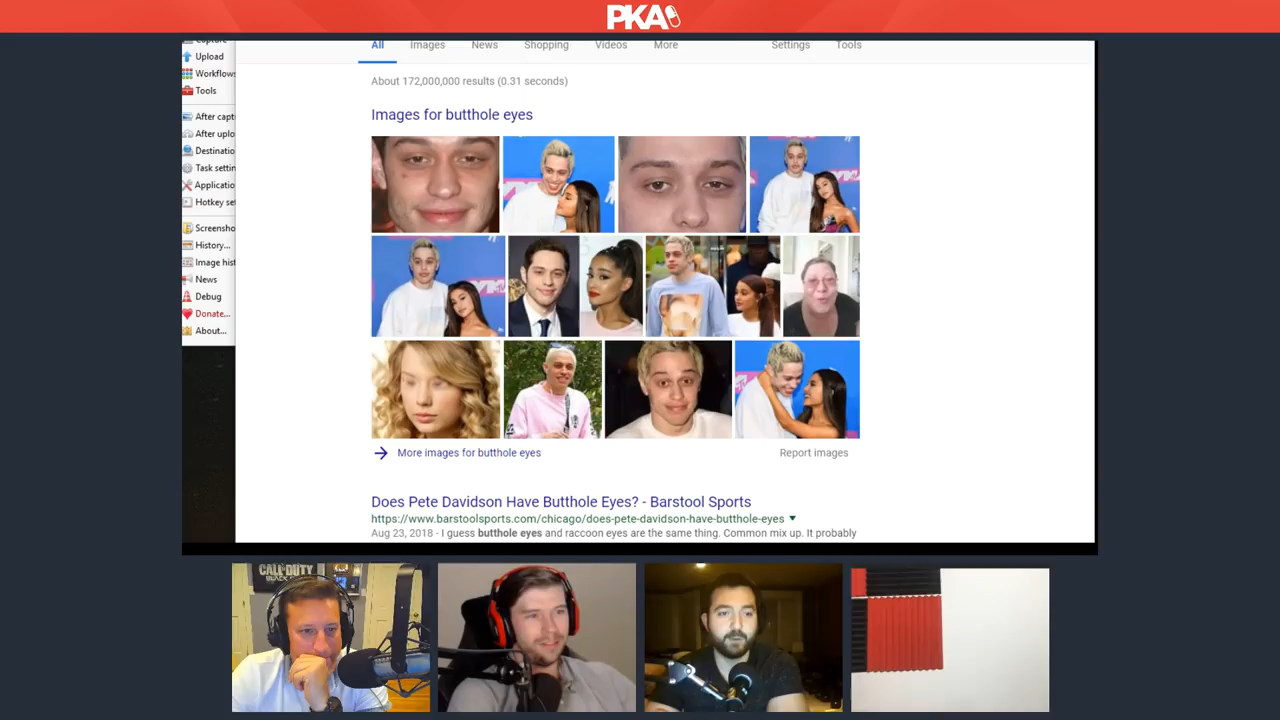 PKA
All Images News Shopping Videos More Settings Tools
About 172,000,000 results (0.31 seconds)
Images for butthole eyes
More images for butthole eyes
Report images
Does Pete Davidson Have Butthole Eyes? - Barstool Sports
https://www.barstoolsports.com/chicago/does-pete-davidson-have-butthole-eyes
Aug 23, 2018 - I guess butthole eyes and raccoon eyes are the same thing. Common mix up. It probably
Capture
Upload
Workflows
Tools
After capt
After uplo
Destinatio
Task settin
Applicatio
Hotkey set
Screensho
History...
Image hist
News
Debug
Donate...
About...
CALL OF DUTY
BLACK